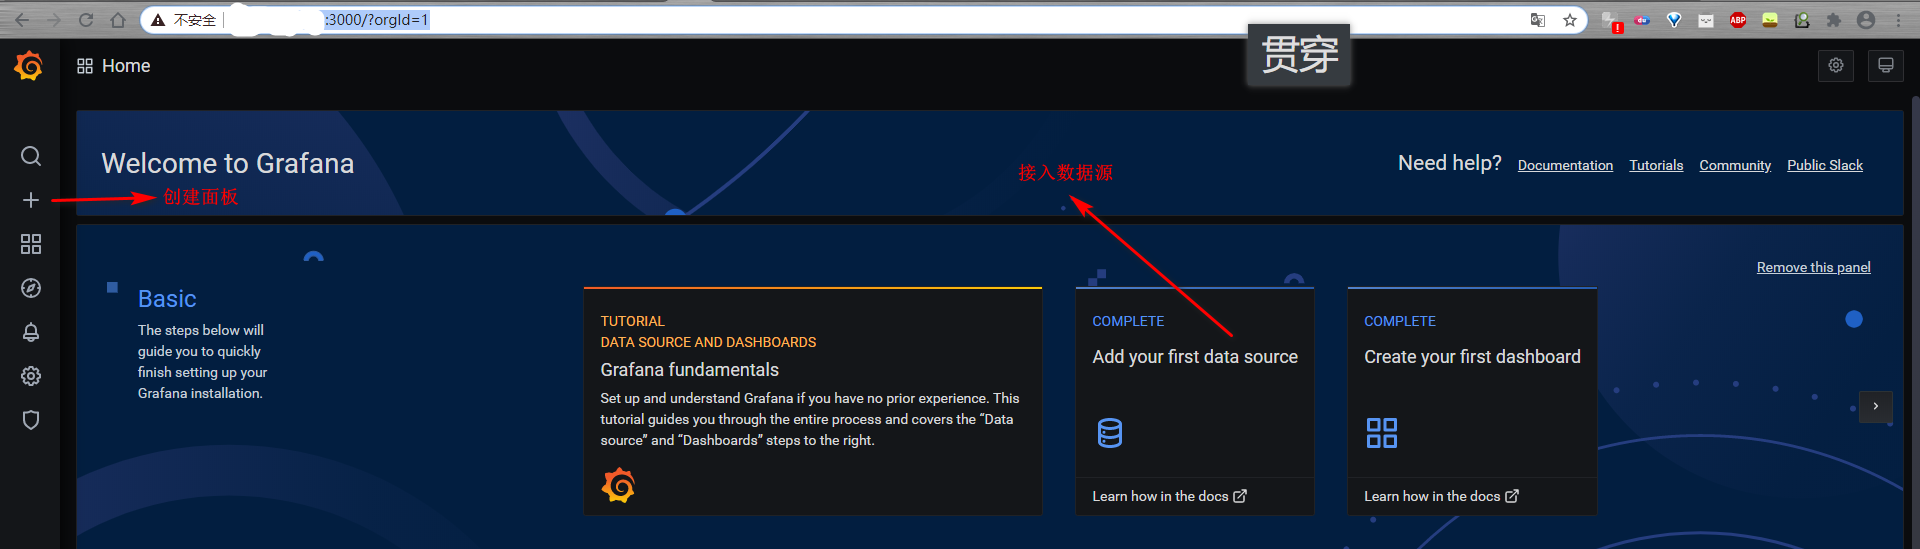 不安全
:3000/?orgId=1
ABP
贯穿
Home
Welcome to Grafana
Need help? Documentation Tutorials Community Public Slack
接入数据源
创建面板
Remove this panel
Basic
The steps below will
guide you to quickly
finish setting up your
Grafana installation.
TUTORIAL
DATA SOURCE AND DASHBOARDS
Grafana fundamentals
Set up and understand Grafana if you have no prior experience. This
tutorial guides you through the entire process and covers the “Data
source” and “Dashboards” steps to the right.
COMPLETE
Add your first data source
Learn how in the docs
COMPLETE
Create your first dashboard
Learn how in the docs